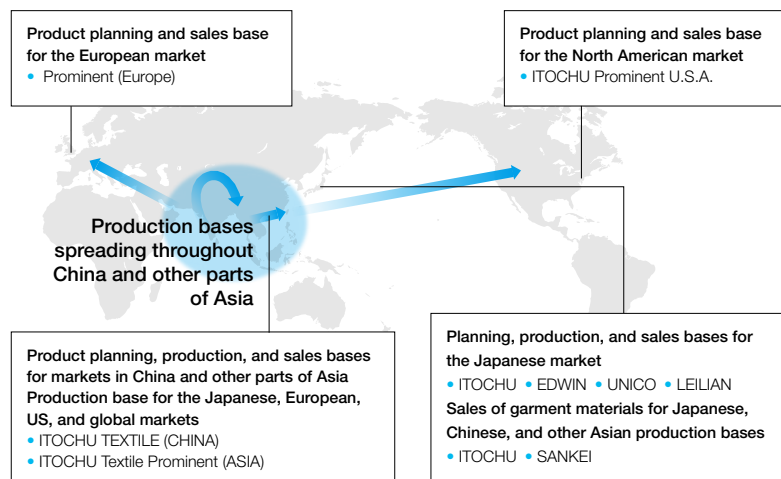 Product planning and sales base
for the European market
• Prominent (Europe)
Product planning and sales base
for the North American market
• ITOCHU Prominent U.S.A.
Production bases
spreading throughout
China and other parts
of Asia
Product planning, production, and sales bases
for markets in China and other parts of Asia
Production base for the Japanese, European,
US, and global markets
• ITOCHU TEXTILE (CHINA)
• ITOCHU Textile Prominent (ASIA)
Planning, production, and sales bases for
the Japanese market
• ITOCHU • EDWIN • UNICO • LEILIAN
Sales of garment materials for Japanese,
Chinese, and other Asian production bases
• ITOCHU • SANKEI